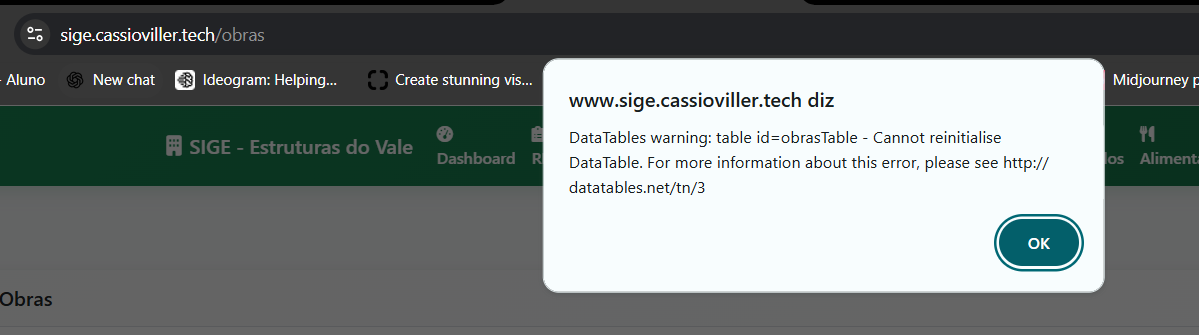 sige.cassioviller.tech/obras
Aluno
New chat
Ideogram: Helping...
Create stunning vis...
Midjourney
www.sige.cassioviller.tech diz
DataTables warning: table id=obrasTable - Cannot reinitialise
DataTable. For more information about this error, please see http://
datatables.net/tn/3
OK
SIGE - Estruturas do Vale
Dashboard
Obras